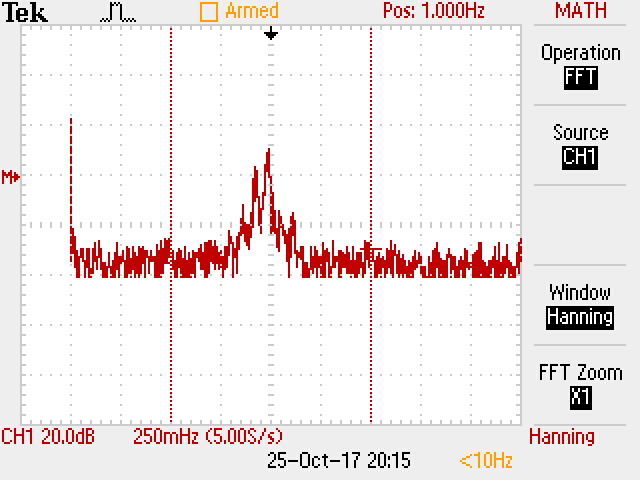 Tek Armed Pos: 1.000Hz MATH
Operation
FFT
Source
CH1
M
Window
Hanning
FFT Zoom
X1
CH1 20.0dB 250mHz (5.00S/s) Hanning
25-Oct-17 20:15 <10Hz